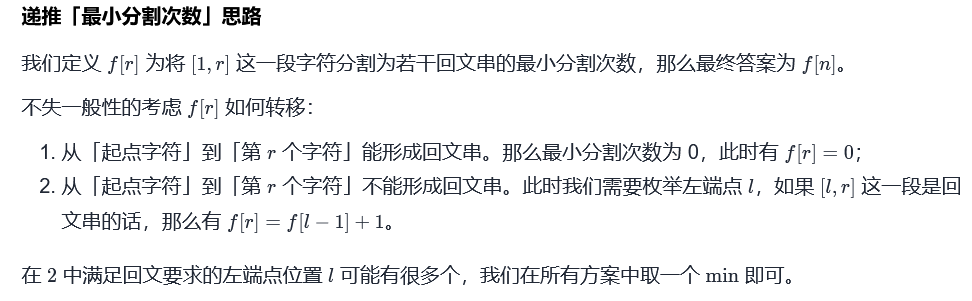 递推「最小分割次数」思路
我们定义 f[r] 为将 [1, r] 这一段字符分割为若干回文串的最小分割次数，那么最终答案为 f[n]。
不失一般性的考虑 f[r] 如何转移：
1. 从「起点字符」到「第 r 个字符」能形成回文串。那么最小分割次数为 0，此时有 f[r] = 0；
2. 从「起点字符」到「第 r 个字符」不能形成回文串。此时我们需要枚举左端点 l，如果 [l, r] 这一段是回
文串的话，那么有 f[r] = f[l − 1] + 1。
在 2 中满足回文要求的左端点位置 l 可能有很多个，我们在所有方案中取一个 min 即可。